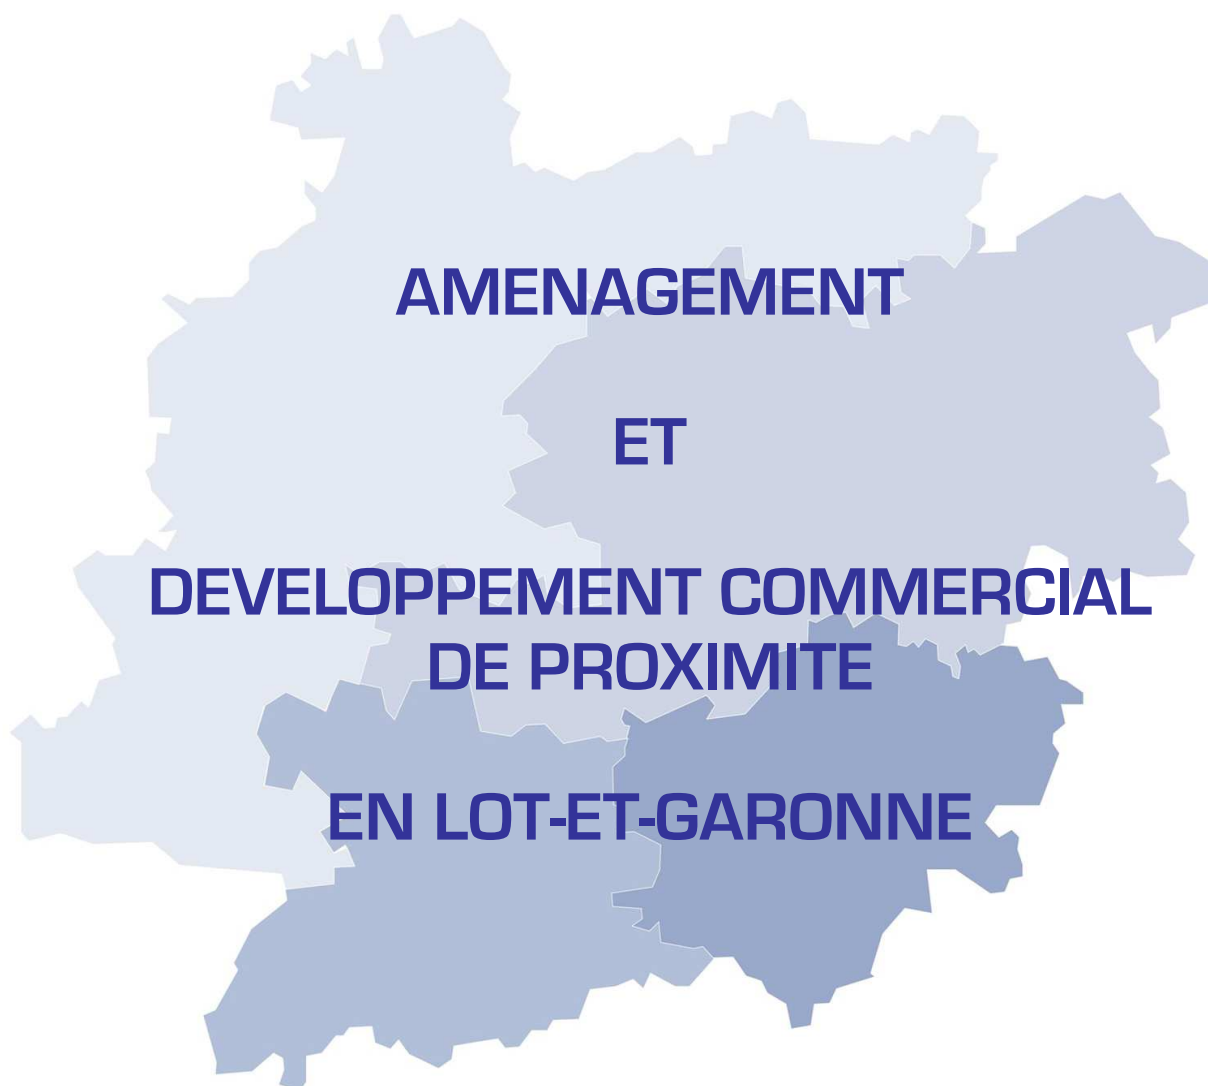 AMENAGEMENT
ET
DEVELOPPEMENT COMMERCIAL
DE PROXIMITE
EN LOT-ET-GARONNE